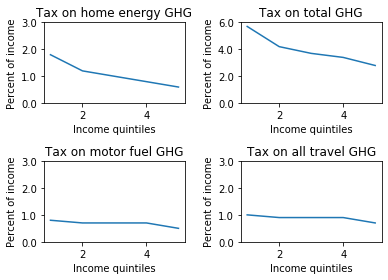 Tax on home energy GHG
Percent of income
3.0
2.0
1.0
0.0
2
4
Income quintiles
Tax on total GHG
Percent of income
6.0
4.0
2.0
0.0
2
4
Income quintiles
Tax on motor fuel GHG
Percent of income
3.0
2.0
1.0
0.0
2
4
Income quintiles
Tax on all travel GHG
Percent of income
3.0
2.0
1.0
0.0
2
4
Income quintiles